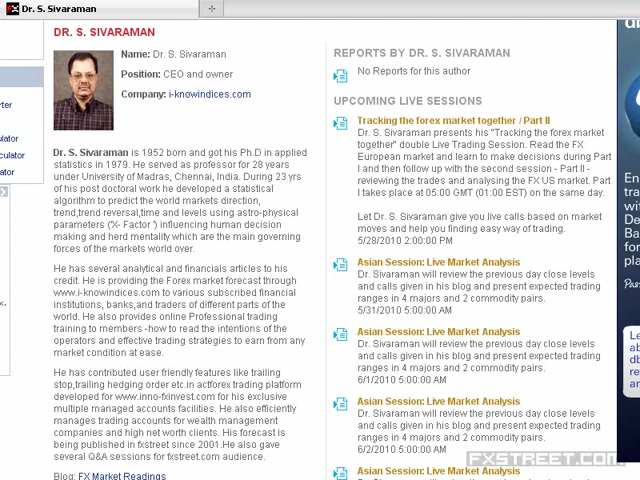 Dr. S. Sivaraman
DR. S. SIVARAMAN
Name: Dr. S. Sivaraman
Position: CEO and owner
Company: i-knowindices.com
Dr. S. Sivaraman is 1952 born and got his Ph.D in applied
statistics in 1979. He served as professor for 28 years
under University of Madras, Chennai, India. During 23 yrs
of his post doctoral work he developed a statistical
algorithm to predict the world markets direction,
trend,trend reversal,time and levels using astro-physical
parameters ('X- Factor ') influencing human decision
making and herd mentality which are the main governing
forces of the markets world over.
He has several analytical and financials articles to his
credit. He is providing the Forex market forecast through
www.i-knowindices.com to various subscribed financial
institutions, banks,and traders of different parts of the
world. He also provides online Professional trading
training to members -how to read the intentions of the
operators and effective trading strategies to earn from any
market condition at ease.
He has contributed user friendly features like trailing
stop,trailing hedging order etc.in actforex trading platform
developed for www.inno-fxinvest.com for his exclusive
multiple managed accounts facilities. He also efficiently
manages trading accounts for wealth management
companies and high net worth clients. His forecast is
being published in fxstreet since 2001.He also gave
several Q&A sessions for fxstreet.com audience.
Blog: FX Market Readings
REPORTS BY DR. S. SIVARAMAN
No Reports for this author
UPCOMING LIVE SESSIONS
Tracking the forex market together / Part II
Dr. S. Sivaraman presents his "Tracking the forex market
together" double Live Trading Session. Read the FX
European market and learn to make decisions during Part
I and then follow up with the second session - Part II -
reviewing the trades and analysing the FX US market. Part
I takes place at 05:00 GMT (01:00 EST) on the same day.
Let Dr. S. Sivaraman give you live calls based on market
moves and help you finding easy way of trading.
5/28/2010 2:00:00 PM
Asian Session: Live Market Analysis
Dr. Sivaraman will review the previous day close levels
and calls given in his blog and present expected trading
ranges in 4 majors and 2 commodity pairs.
5/31/2010 5:00:00 AM
Asian Session: Live Market Analysis
Dr. Sivaraman will review the previous day close levels
and calls given in his blog and present expected trading
ranges in 4 majors and 2 commodity pairs.
6/1/2010 5:00:00 AM
Asian Session: Live Market Analysis
Dr. Sivaraman will review the previous day close levels
and calls given in his blog and present expected trading
ranges in 4 majors and 2 commodity pairs.
6/2/2010 5:00:00 AM
Asian Session: Live Market Analysis
FXSTREET.COM